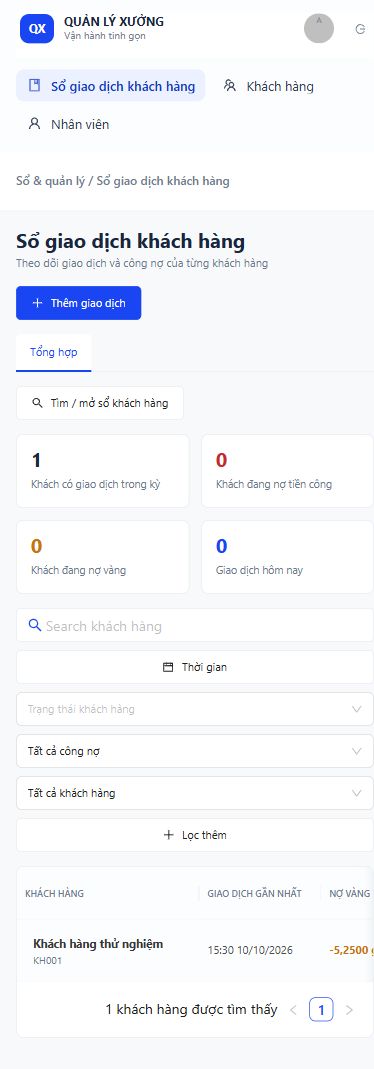 QX
QUẢN LÝ XƯỞNG
Vận hành tinh gọn
A
Sổ giao dịch khách hàng
Khách hàng
Nhân viên
Sổ & quản lý / Sổ giao dịch khách hàng
Sổ giao dịch khách hàng
Theo dõi giao dịch và công nợ của từng khách hàng
+ Thêm giao dịch
Tổng hợp
Tìm / mở sổ khách hàng
1
Khách có giao dịch trong kỳ
0
Khách đang nợ tiền công
0
Khách đang nợ vàng
0
Giao dịch hôm nay
Search khách hàng
Thời gian
Trạng thái khách hàng
Tất cả công nợ
Tất cả khách hàng
+ Lọc thêm
KHÁCH HÀNG GIAO DỊCH GẦN NHẤT NỢ VÀNG
Khách hàng thử nghiệm
KH001
15:30 10/10/2026
-5,2500
1 khách hàng được tìm thấy < 1 >